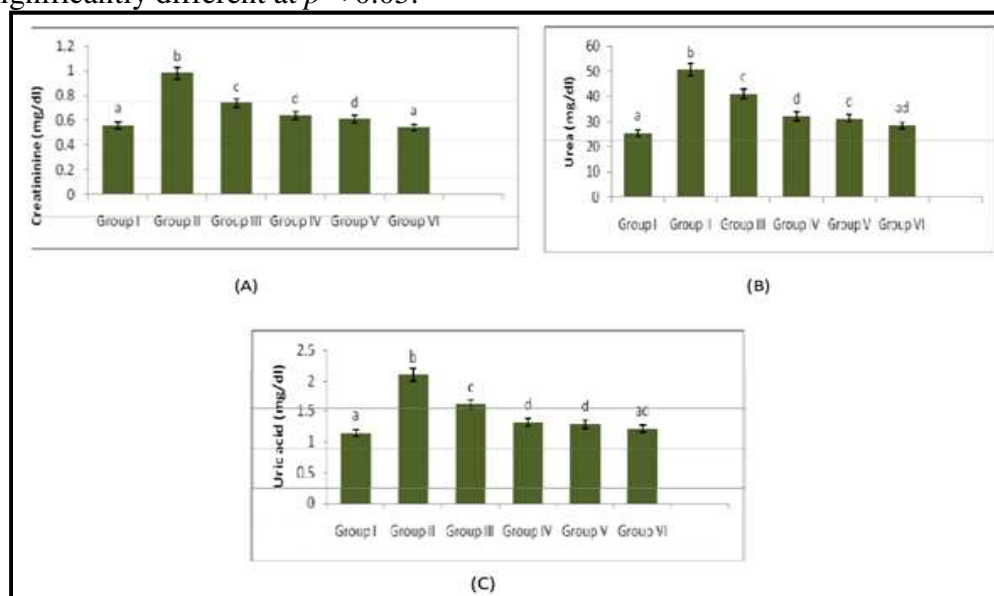 significantly different at p < 0.05.
1.2
1
0.8
0.6
0.4
0.2
0
Creatininine (mg/dl)
a
b
c
d
d
a
Group I Group II Group III Group IV Group V Group VI
(A)
60
50
40
30
20
10
0
Urea (mg/dl)
a
b
c
d
c
ad
Group I Group II Group III Group IV Group V Group VI
(B)
2.5
2
1.5
1
0.5
0
Uric acid (mg/dl)
a
b
c
d
d
Group I Group II Group III Group IV Group V Group VI
(C)